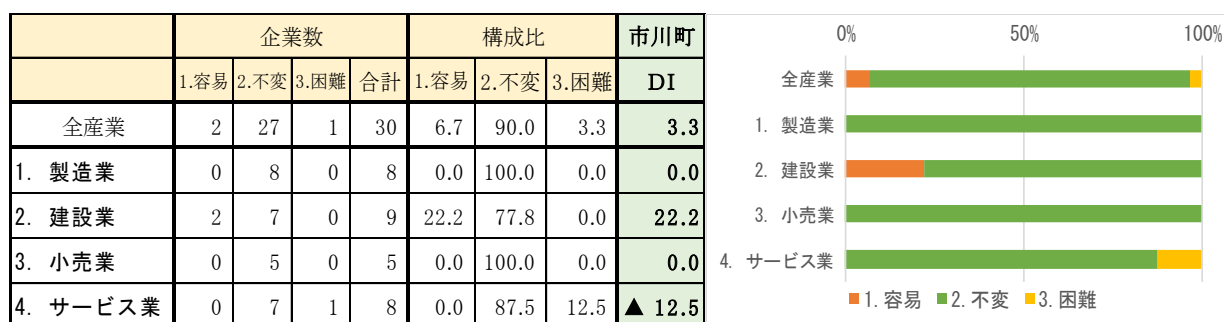 企業数 構成比 市川町
1.容易 2.不変 3.困難 合計 1.容易 2.不変 3.困難 DI
全産業 2 27 1 30 6.7 90.0 3.3 3.3
1. 製造業 0 8 0 8 0.0 100.0 0.0 0.0
2. 建設業 2 7 0 9 22.2 77.8 0.0 22.2
3. 小売業 0 5 0 5 0.0 100.0 0.0 0.0
4. サービス業 0 7 1 8 0.0 87.5 12.5 ▲ 12.5
0% 50% 100%
全産業
1. 製造業
2. 建設業
3. 小売業
4. サービス業
1. 容易 2. 不変 3. 困難